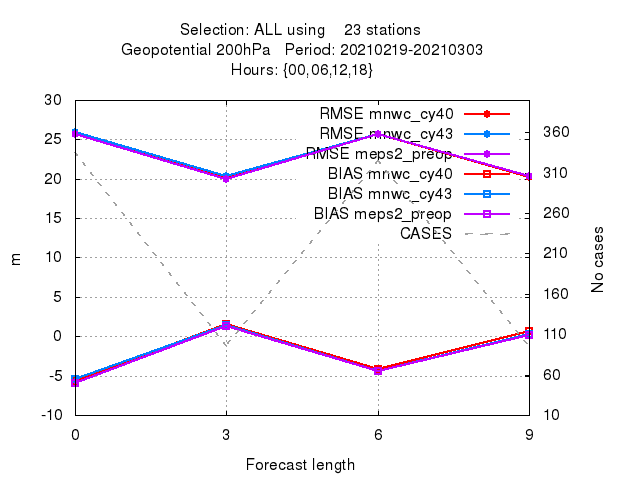 Selection: ALL using 23 stations
Geopotential 200hPa Period: 20210219-20210303
Hours: {00,06,12,18}
30
25
20
15
10
5
0
-5
-10
m
RMSE mnwc_cy40
RMSE mnwc_cy43
RMSE meps2_preop
BIAS mnwc_cy40
BIAS mnwc_cy43
BIAS meps2_preop
CASES
360
310
260
210
160
110
60
10
No cases
0 3 6 9
Forecast length